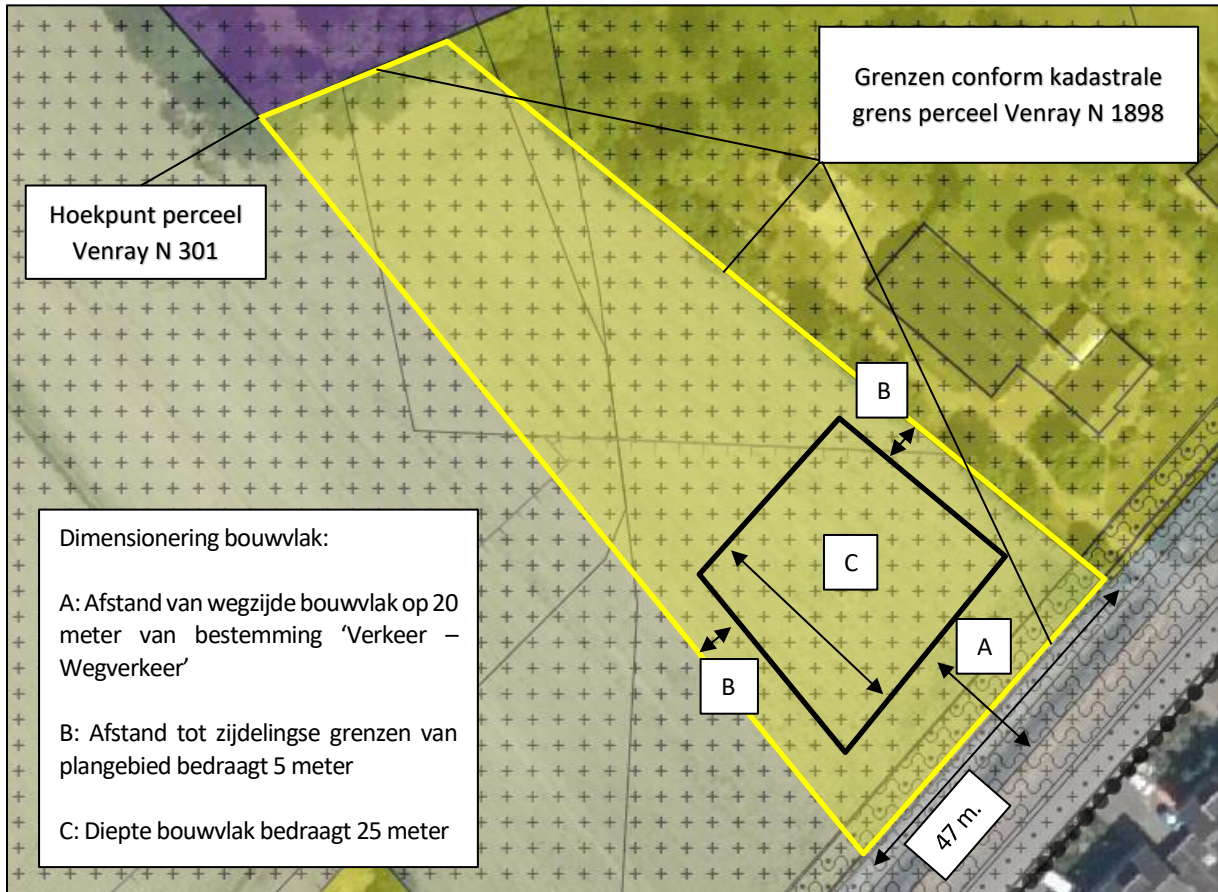 Grenzen conform kadastrale
grens perceel Venray N 1898
Hoekpunt perceel
Venray N 301
B
C
A
B
47 m.
Dimensionering bouwvlak:
A: Afstand van wegzijde bouwvlak op 20
meter van bestemming ‘Verkeer –
Wegverkeer’
B: Afstand tot zijdelingse grenzen van
plangebied bedraagt 5 meter
C: Diepte bouwvlak bedraagt 25 meter